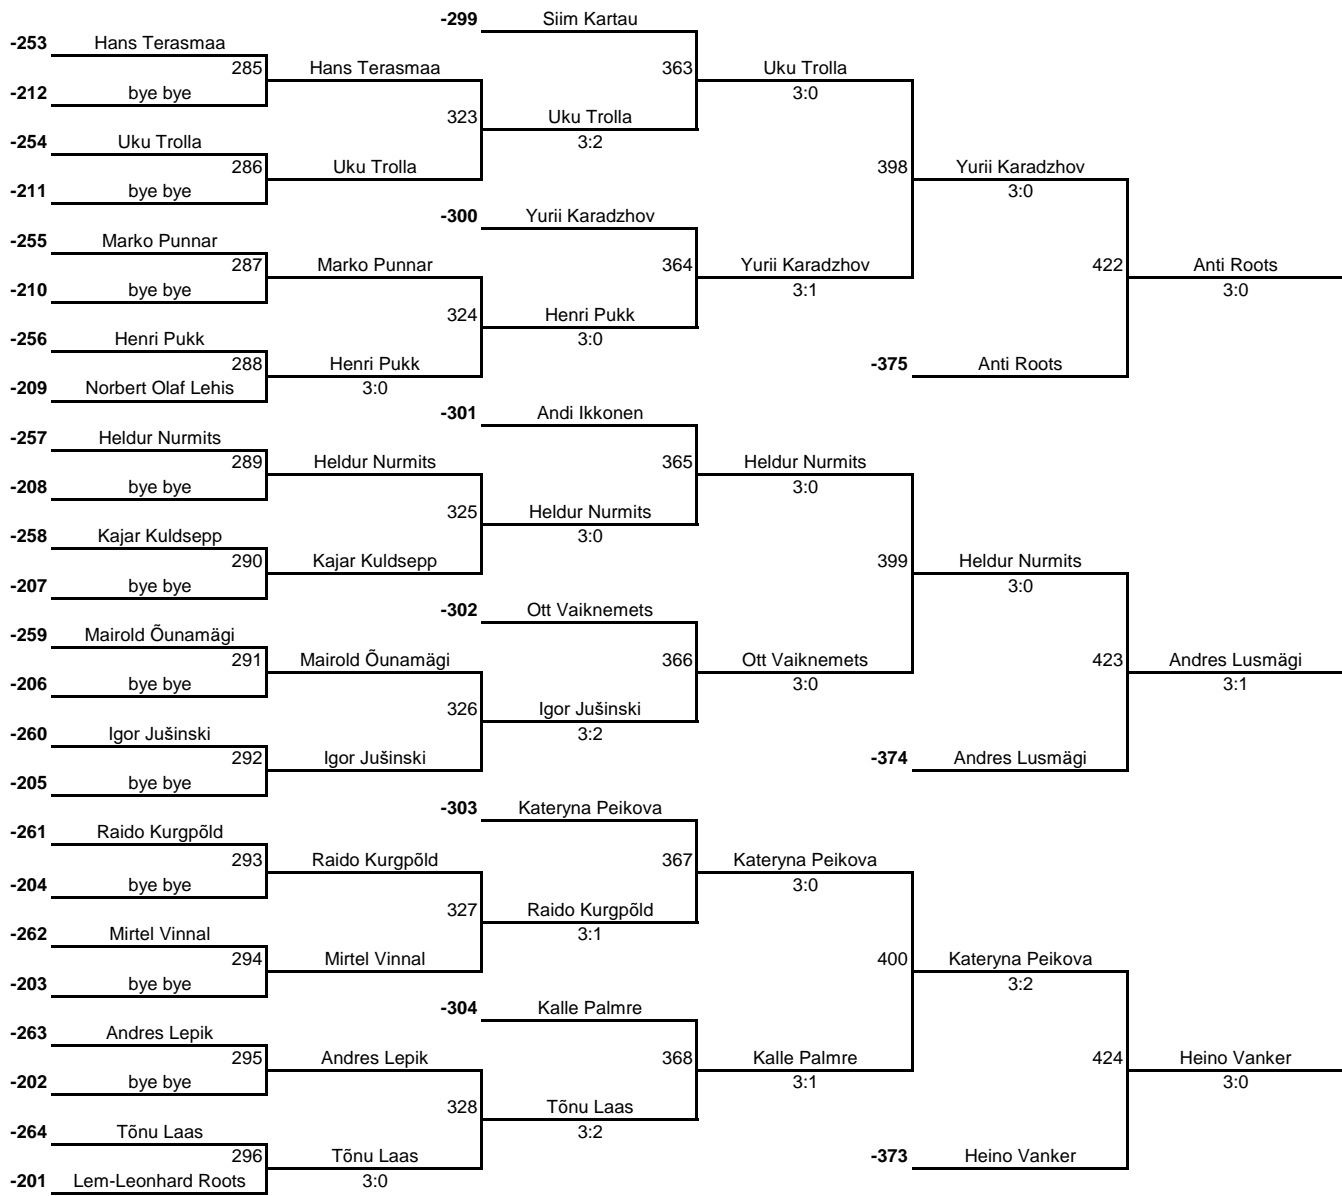 -299 Siim Kartau
-253 Hans Terasmaa
285 Hans Terasmaa 363 Uku Trolla
-212 bye bye 3:0
323 Uku Trolla
-254 Uku Trolla 3:2
286 Uku Trolla 398 Yurii Karadzhov
-211 bye bye 3:0
-300 Yurii Karadzhov
-255 Marko Punnar
287 Marko Punnar 364 Yurii Karadzhov 422 Anti Roots
-210 bye bye 3:1 3:0
324 Henri Pukk
-256 Henri Pukk 3:0
288 Henri Pukk -375 Anti Roots
-209 Norbert Olaf Lehis 3:0
-301 Andi Ikkonen
-257 Heldur Nurmits
289 Heldur Nurmits 365 Heldur Nurmits
-208 bye bye 3:0
325 Heldur Nurmits
-258 Kajar Kuldsepp 3:0
290 Kajar Kuldsepp 399 Heldur Nurmits
-207 bye bye 3:0
-302 Ott Vaiknemets
-259 Mairold Õunamägi
291 Mairold Õunamägi 366 Ott Vaiknemets 423 Andres Lusmägi
-206 bye bye 3:0 3:1
326 Igor Jušinski
-260 Igor Jušinski 3:2
292 Igor Jušinski -374 Andres Lusmägi
-205 bye bye
-303 Kateryna Peikova
-261 Raido Kurgpõld
293 Raido Kurgpõld 367 Kateryna Peikova
-204 bye bye 3:0
327 Raido Kurgpõld
-262 Mirtel Vinnal 3:1
294 Mirtel Vinnal 400 Kateryna Peikova
-203 bye bye 3:2
-304 Kalle Palmre
-263 Andres Lepik
295 Andres Lepik 368 Kalle Palmre 424 Heino Vanker
-202 bye bye 3:1 3:0
328 Tõnu Laas
-264 Tõnu Laas 3:2
296 Tõnu Laas -373 Heino Vanker
-201 Lem-Leonhard Roots 3:0